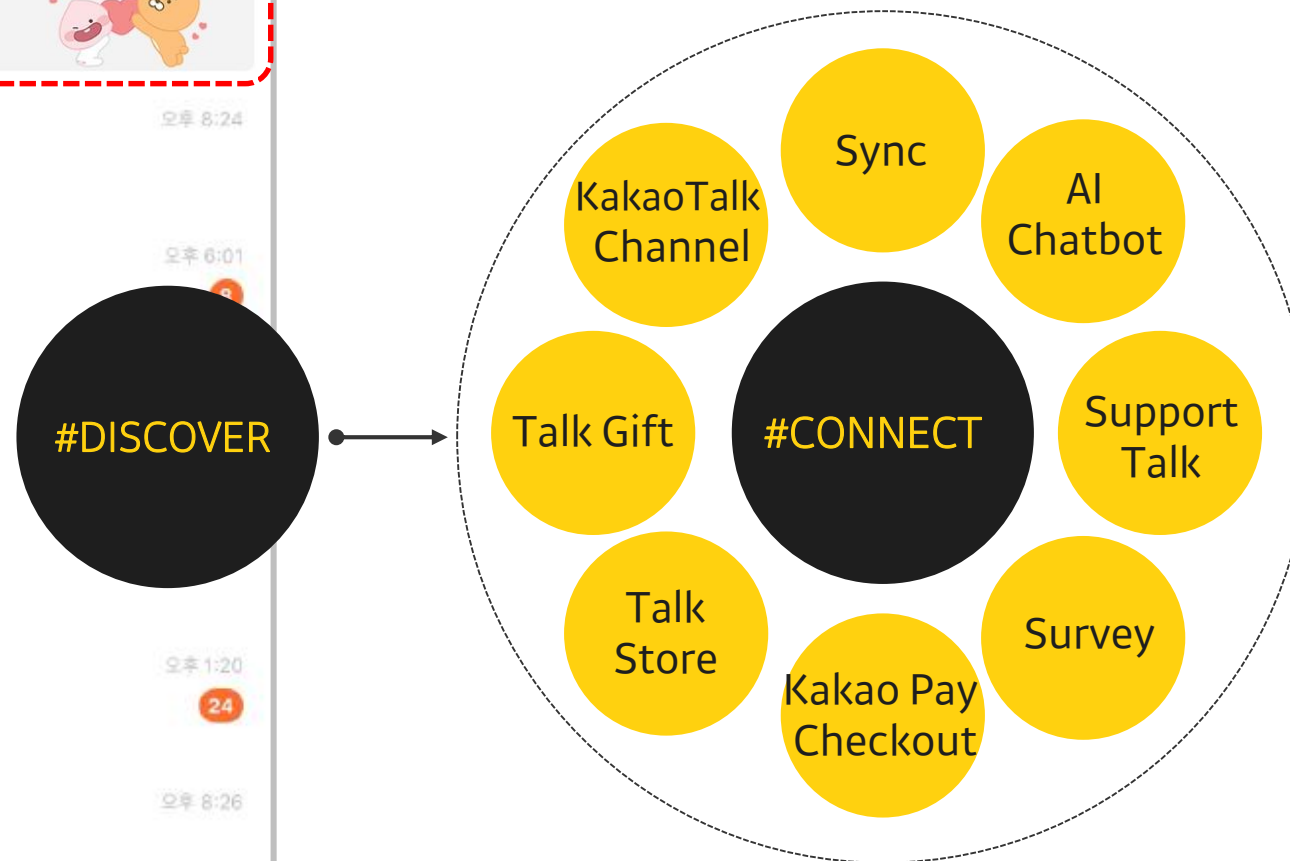 오후 8:24
오후 6:01
8
#DISCOVER
오후 1:20
24
오후 8:26
Sync
KakaoTalk
Channel
AI
Chatbot
Talk Gift
#CONNECT
Support
Talk
Talk
Store
Survey
Kakao Pay
Checkout